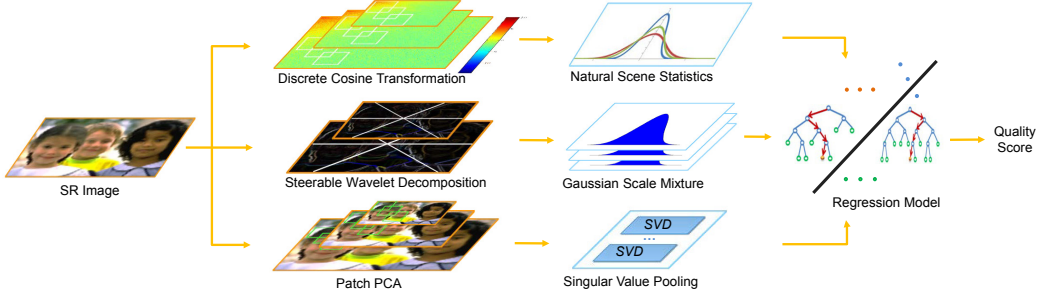 SR Image
Discrete Cosine Transformation
Natural Scene Statistics
Steerable Wavelet Decomposition
Gaussian Scale Mixture
Patch PCA
SVD
...
SVD
Singular Value Pooling
Regression Model
Quality
Score